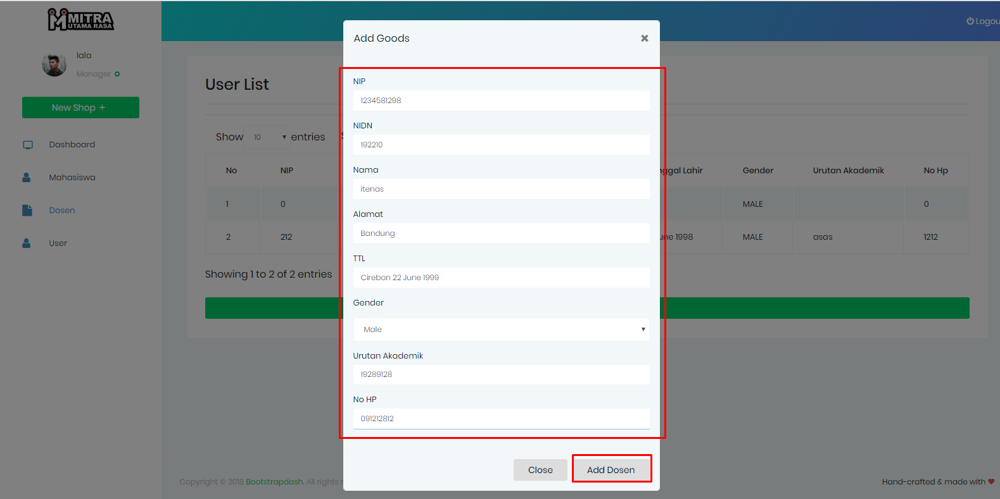 MITRA
UTAMA RASA
lala
Manager
New Shop +
Dashboard
Mahasiswa
Dosen
User
Logou
User List
Show 10 entries
No NIP nggal Lahir Gender Urutan Akademik No Hp
1 0 MALE 0
2 212 une 1998 MALE asas 1212
Showing 1 to 2 of 2 entries
Add Goods
NIP
1234581298
NIDN
192210
Nama
itenas
Alamat
Bandung
TTL
Cirebon 22 June 1999
Gender
Male
Urutan Akademik
19289128
No HP
091212812
Close Add Dosen
Copyright © 2018 Bootstrapdash. All rights
Hand-crafted & made with